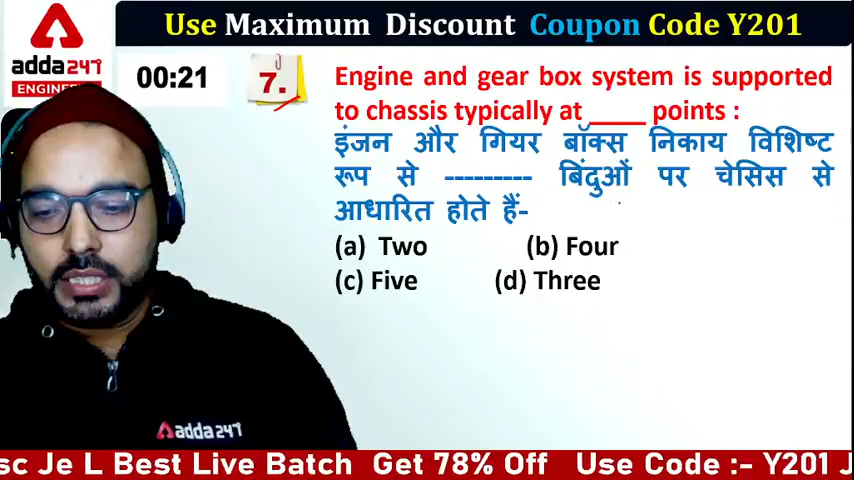 Use Maximum Discount Coupon Code Y201
adda247
ENGINEE
00:21
7.
Engine and gear box system is supported
to chassis typically at ____ points :
इंजन और गियर बॉक्स निकाय विशिष्ट
रूप से ---------- बिंदुओं पर चेसिस से
आधारित होते हैं-
(a) Two (b) Four
(c) Five (d) Three
adda247
sc Je L Best Live Batch Get 78% Off Use Code :- Y201 J